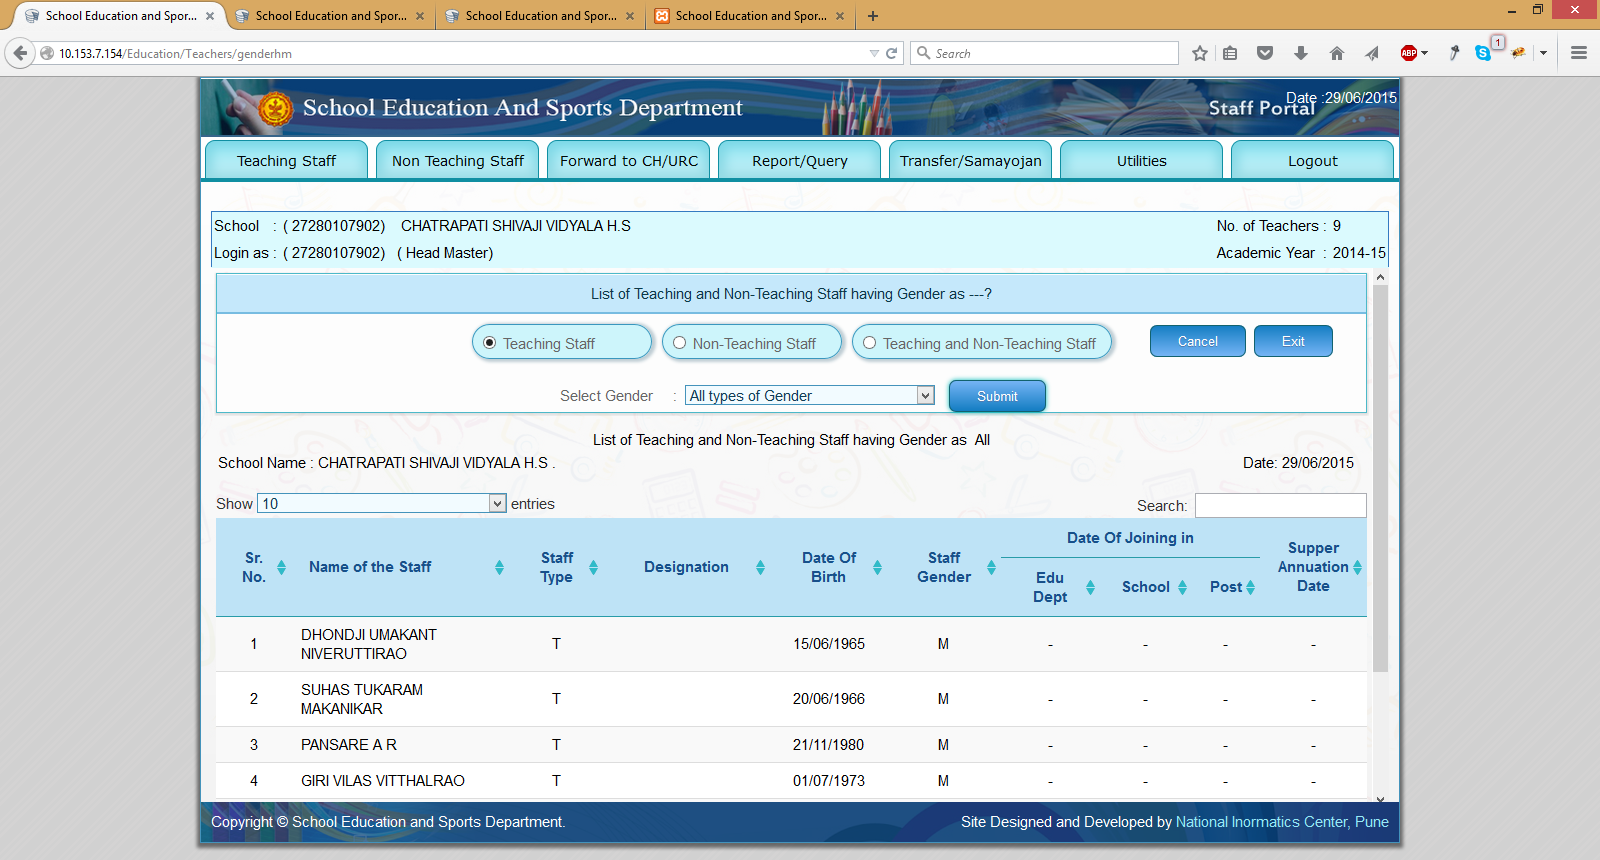 School Education and Spor... × School Education and Spor... × School Education and Spor... × School Education and Spor... × +
10.153.7.154/Education/Teachers/genderhm Search ABP 1
School Education And Sports Department Staff Portal Date :29/06/2015
Teaching Staff Non Teaching Staff Forward to CH/URC Report/Query Transfer/Samayojan Utilities Logout
School : ( 27280107902) CHATRAPATI SHIVAJI VIDYALA H.S No. of Teachers : 9
Login as : ( 27280107902) ( Head Master) Academic Year : 2014-15
List of Teaching and Non-Teaching Staff having Gender as ---?
Teaching Staff Non-Teaching Staff Teaching and Non-Teaching Staff Cancel Exit
Select Gender : All types of Gender Submit
List of Teaching and Non-Teaching Staff having Gender as All
School Name : CHATRAPATI SHIVAJI VIDYALA H.S . Date: 29/06/2015
Show 10 entries Search:
Sr. No. Name of the Staff Staff Type Designation Date Of Birth Staff Gender Date Of Joining in Edu Dept School Post Supper Annuation Date
1 DHONDJI UMAKANT NIVERUTTIRAO T 15/06/1965 M - - - -
2 SUHAS TUKARAM MAKANIKAR T 20/06/1966 M - - - -
3 PANSARE A R T 21/11/1980 M - - - -
4 GIRI VILAS VITTHALRAO T 01/07/1973 M - - - -
Copyright © School Education and Sports Department. Site Designed and Developed by National Inormatics Center, Pune